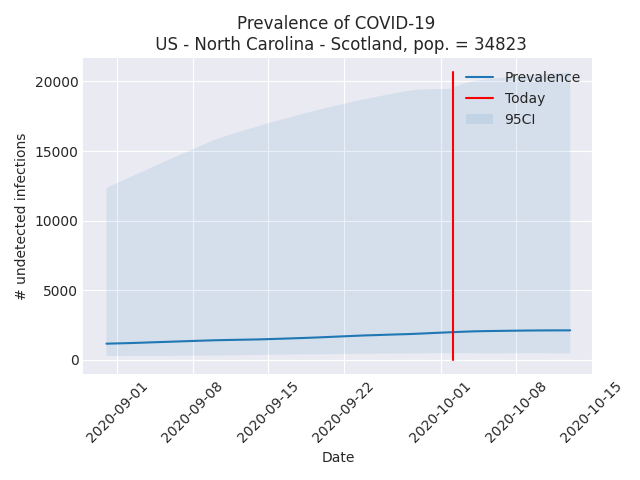 Prevalence of COVID-19
US - North Carolina - Scotland, pop. = 34823
Prevalence
Today
95CI
20000
15000
10000
5000
0
# undetected infections
2020-09-01
2020-09-08
2020-09-15
2020-09-22
2020-10-01
2020-10-08
2020-10-15
Date